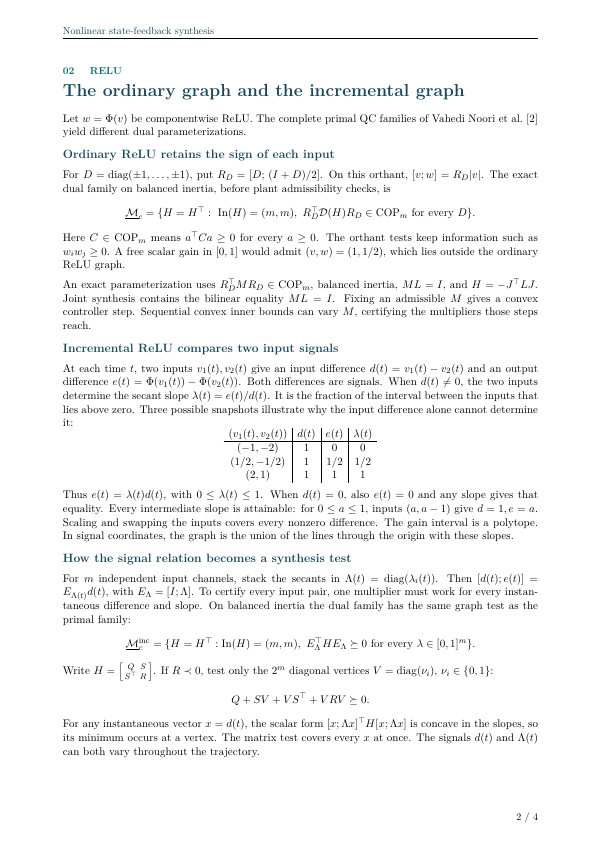 Nonlinear state-feedback synthesis
02 RELU
The ordinary graph and the incremental graph
Let w = Φ(v) be componentwise ReLU. The complete primal QC families of Vahedi Noori et al. [2]
yield different dual parameterizations.
Ordinary ReLU retains the sign of each input
For D = diag(±1, . . . , ±1), put R_D = [D; (I + D)/2]. On this orthant, [v; w] = R_D|v|. The exact
dual family on balanced inertia, before plant admissibility checks, is
M_c = {H = H^⊤ : In(H) = (m, m), R_D^⊤ 𝒟(H)R_D ∈ COP_m for every D}.
Here C ∈ COP_m means a^⊤Ca ≥ 0 for every a ≥ 0. The orthant tests keep information such as
w_iw_j ≥ 0. A free scalar gain in [0, 1] would admit (v, w) = (1, 1/2), which lies outside the ordinary
ReLU graph.
An exact parameterization uses R_D^⊤MR_D ∈ COP_m, balanced inertia, ML = I, and H = −J^⊤LJ.
Joint synthesis contains the bilinear equality ML = I. Fixing an admissible M gives a convex
controller step. Sequential convex inner bounds can vary M, certifying the multipliers those steps
reach.
Incremental ReLU compares two input signals
At each time t, two inputs v₁(t), v₂(t) give an input difference d(t) = v₁(t) − v₂(t) and an output
difference e(t) = Φ(v₁(t)) − Φ(v₂(t)). Both differences are signals. When d(t) ≠ 0, the two inputs
determine the secant slope λ(t) = e(t)/d(t). It is the fraction of the interval between the inputs that
lies above zero. Three possible snapshots illustrate why the input difference alone cannot determine
it:
(v₁(t), v₂(t)) d(t) e(t) λ(t)
(−1, −2) 1 0 0
(1/2, −1/2) 1 1/2 1/2
(2, 1) 1 1 1
Thus e(t) = λ(t)d(t), with 0 ≤ λ(t) ≤ 1. When d(t) = 0, also e(t) = 0 and any slope gives that
equality. Every intermediate slope is attainable: for 0 ≤ a ≤ 1, inputs (a, a − 1) give d = 1, e = a.
Scaling and swapping the inputs covers every nonzero difference. The gain interval is a polytope.
In signal coordinates, the graph is the union of the lines through the origin with these slopes.
How the signal relation becomes a synthesis test
For m independent input channels, stack the secants in Λ(t) = diag(λ_i(t)). Then [d(t); e(t)] =
E_Λ(t)d(t), with E_Λ = [I; Λ]. To certify every input pair, one multiplier must work for every instan-
taneous difference and slope. On balanced inertia the dual family has the same graph test as the
primal family:
M_c^inc = {H = H^⊤ : In(H) = (m, m), E_Λ^⊤HE_Λ ⪰ 0 for every λ ∈ [0, 1]^m}.
Write H = [Q S; S^⊤ R]. If R ≺ 0, test only the 2^m diagonal vertices V = diag(ν_i), ν_i ∈ {0, 1}:
Q + SV + VS^⊤ + VRV ⪰ 0.
For any instantaneous vector x = d(t), the scalar form [x; Λx]^⊤H[x; Λx] is concave in the slopes, so
its minimum occurs at a vertex. The matrix test covers every x at once. The signals d(t) and Λ(t)
can both vary throughout the trajectory.
2 / 4